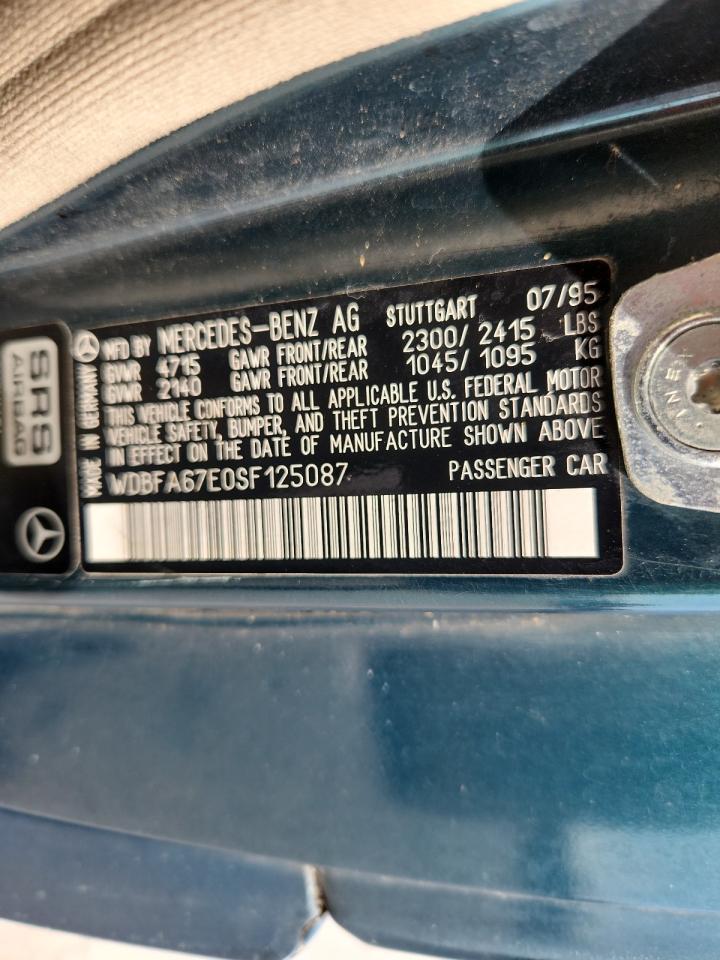 MADE IN GERMANY
MFD BY MERCEDES-BENZ AG STUTTGART 07/95
GVWR 4715 GAWR FRONT/REAR 2300/2415 LBS
GVWR 2140 GAWR FRONT/REAR 1045/1095 KG
THIS VEHICLE CONFORMS TO ALL APPLICABLE U.S. FEDERAL MOTOR
VEHICLE SAFETY, BUMPER, AND THEFT PREVENTION STANDARDS
IN EFFECT ON THE DATE OF MANUFACTURE SHOWN ABOVE
WDBFA67E0SF125087 PASSENGER CAR
SRS
AIRBAG